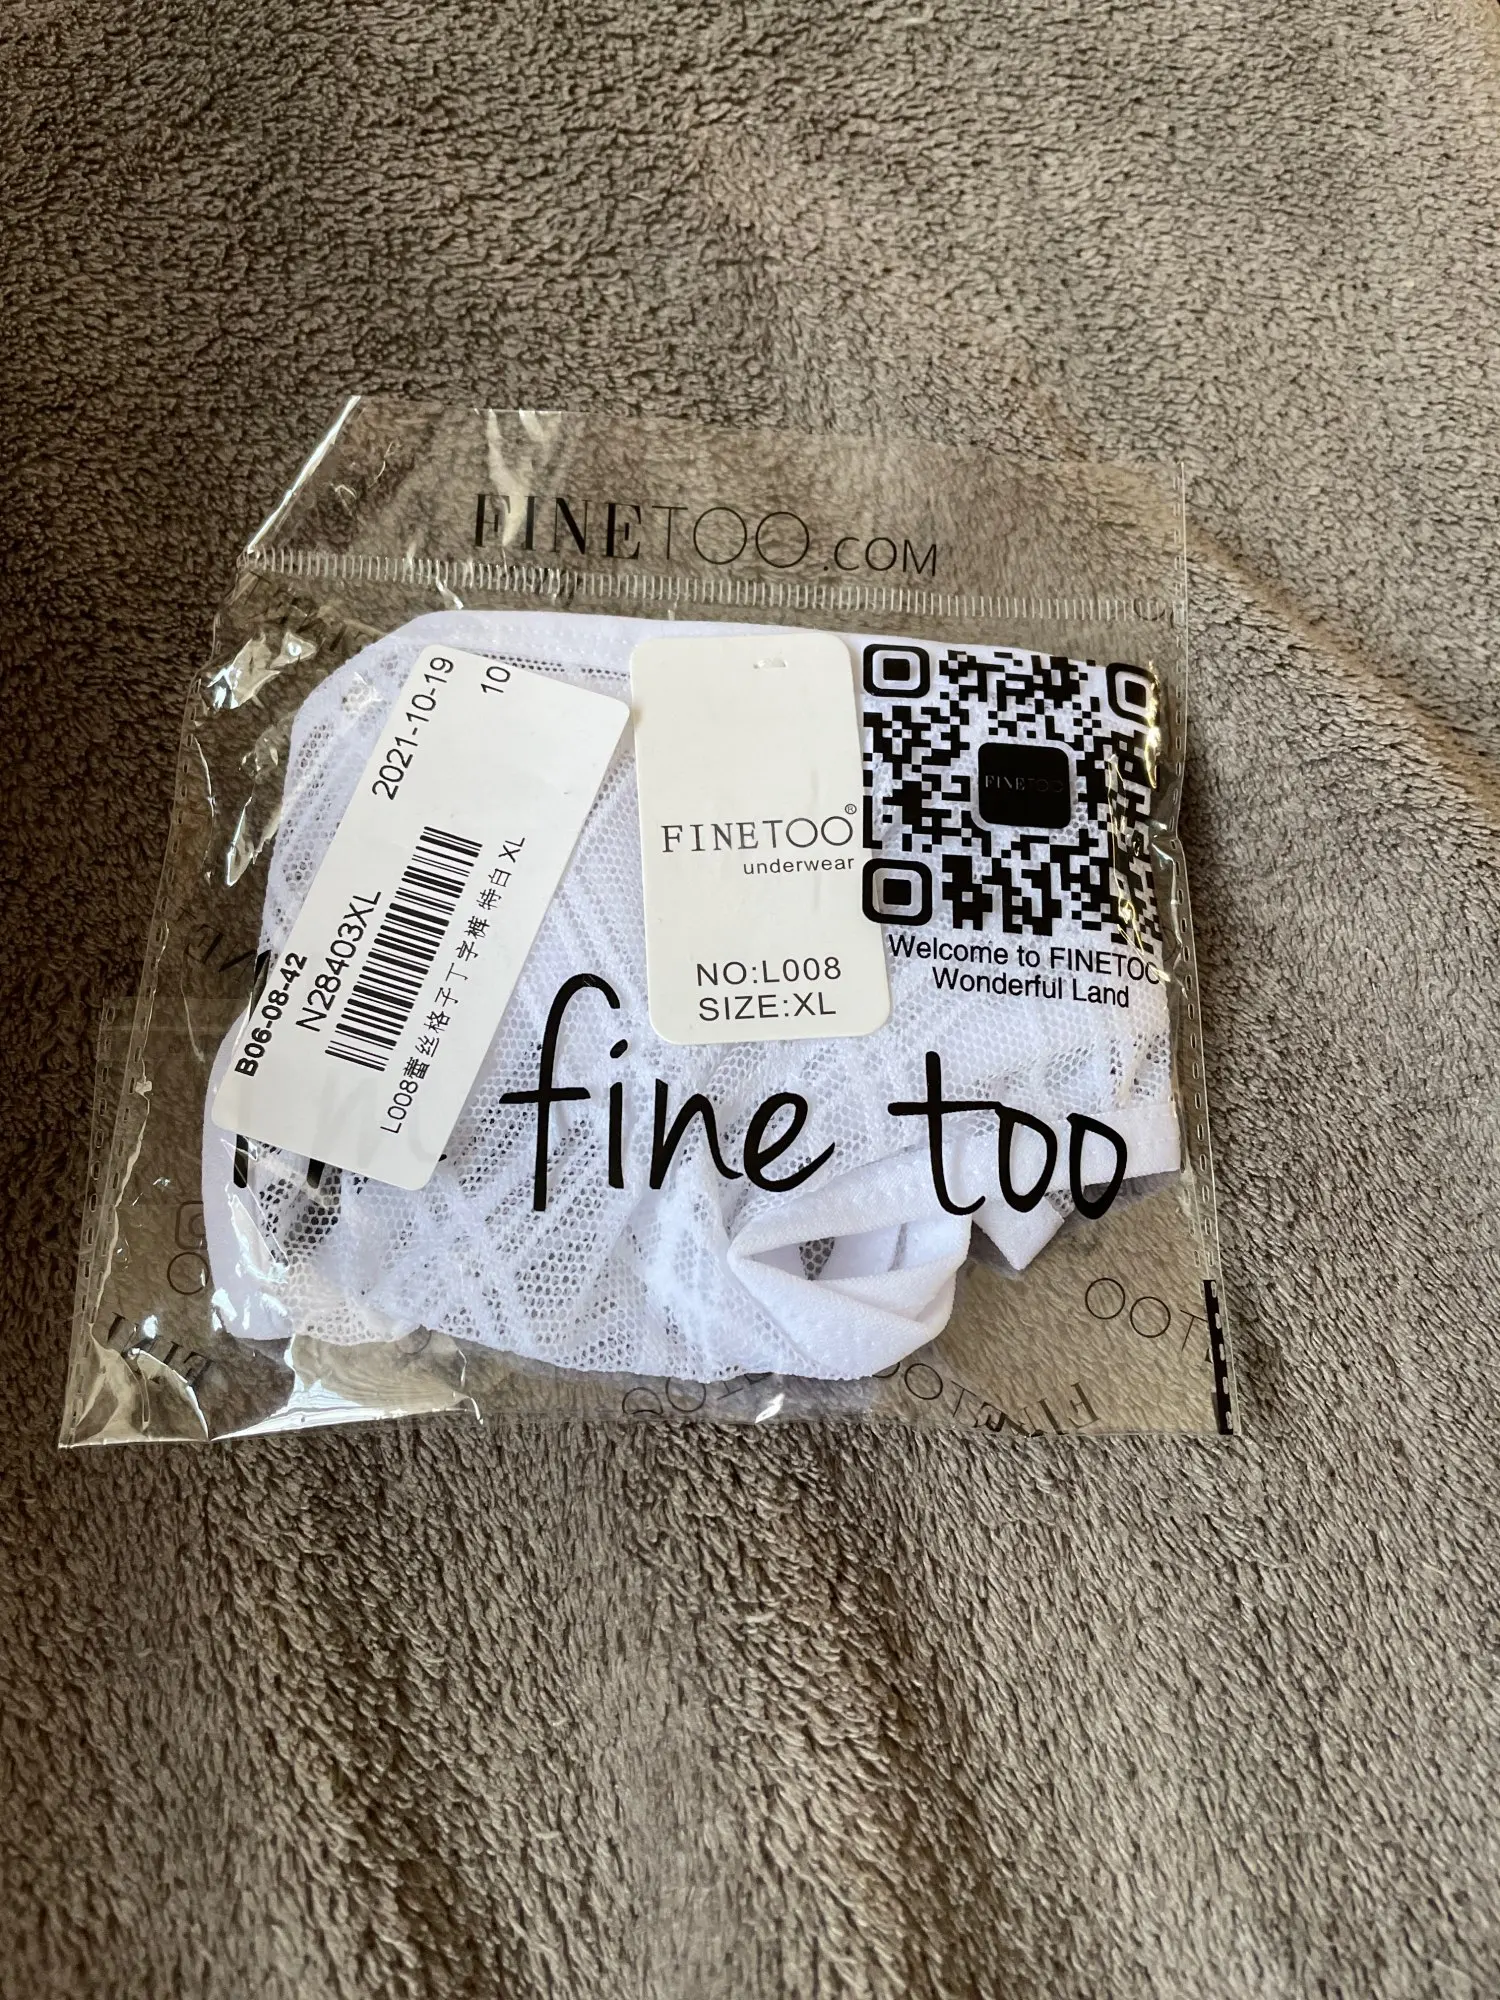 FINETOO.COM
2021-10-19
10
B06-08-42
N28403XL
L008蕾丝格子丁字裤 特白 XL
FINETOO®
underwear
NO:L008
SIZE:XL
FINETOO
Welcome to FINETOO
Wonderful Land
fine too